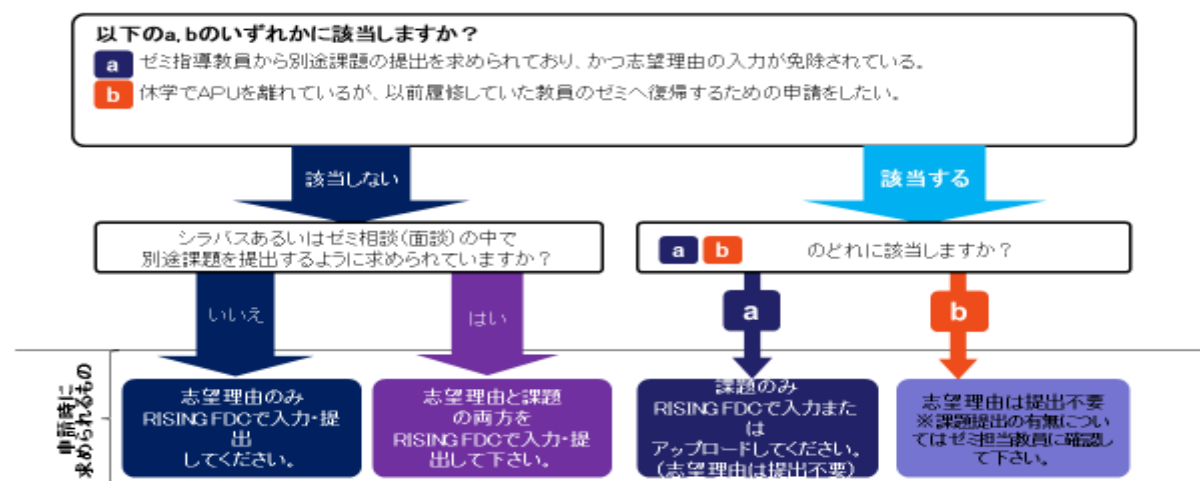 以下のa, bのいずれかに該当しますか？
a ゼミ指導教員から別途課題の提出を求められており、かつ志望理由の入力が免除されている。
b 休学でAPUを離れているが、以前履修していた教員のゼミへ復帰するための申請をしたい。
該当しない
該当する
シラバスあるいはゼミ相談(面談)の中で
別途課題を提出するように求められていますか？
a b のどれに該当しますか？
いいえ
はい
a
b
申請時に
求められるもの
志望理由のみ
RISING FDCで入力・提
出
してください。
志望理由と課題
の両方を
RISING FDCで入力・提
出して下さい。
課題のみ
RISING FDCで入力また
は
アップロードしてください。
(志望理由は提出不要)
志望理由は提出不要
※課題提出の有無につい
てはゼミ担当教員に確認し
て下さい。